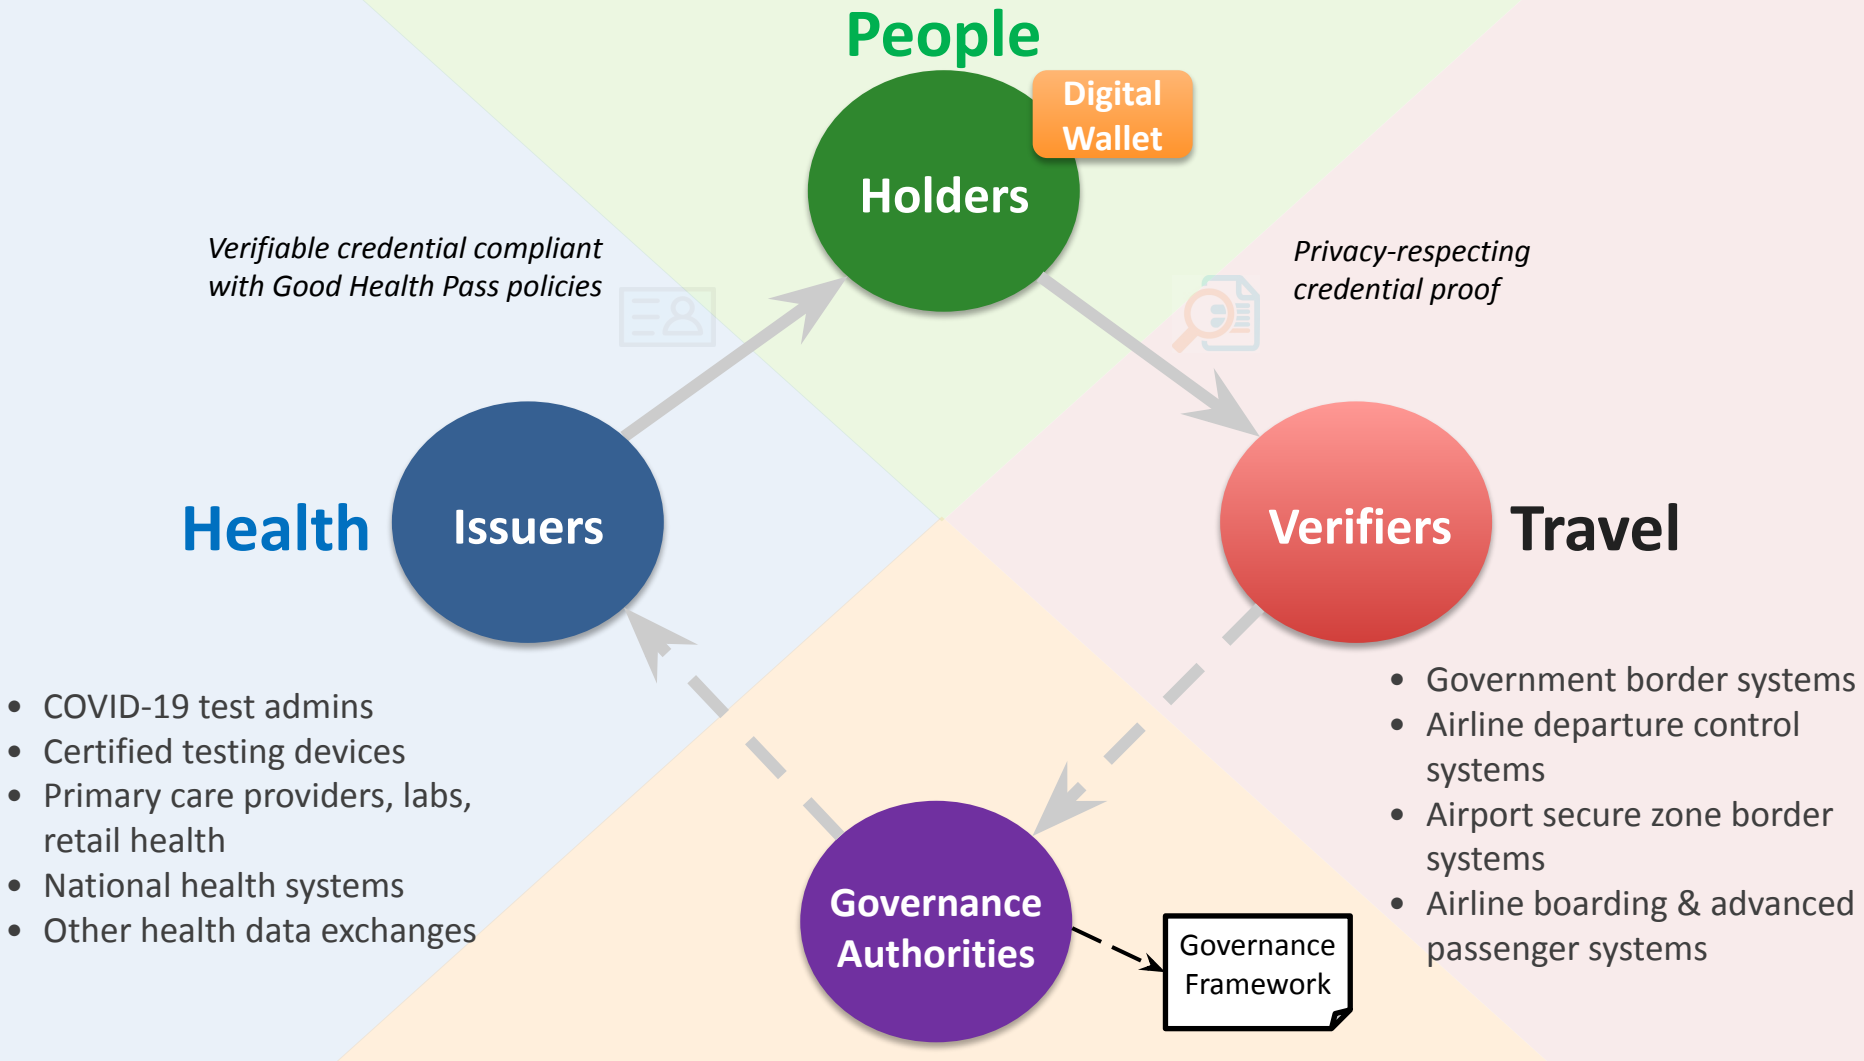 People
Digital
Wallet
Holders
Verifiable credential compliant
with Good Health Pass policies
Privacy-respecting
credential proof
Health
Issuers
Verifiers
Travel
• COVID-19 test admins
• Certified testing devices
• Primary care providers, labs,
retail health
• National health systems
• Other health data exchanges
• Government border systems
• Airline departure control
systems
• Airport secure zone border
systems
• Airline boarding & advanced
passenger systems
Governance
Authorities
Governance
Framework